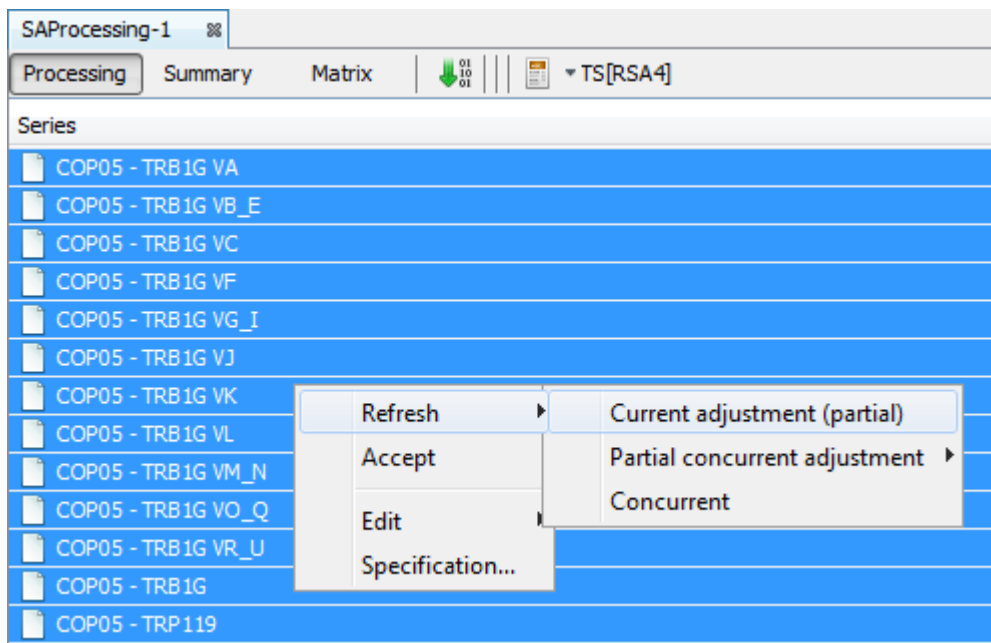 SAProcessing-1
Processing Summary Matrix TS[RSA4]
Series
COP05 - TRB1G VA
COP05 - TRB1G VB_E
COP05 - TRB1G VC
COP05 - TRB1G VF
COP05 - TRB1G VG_I
COP05 - TRB1G VJ
COP05 - TRB1G VK
COP05 - TRB1G VL
COP05 - TRB1G VM_N
COP05 - TRB1G VO_Q
COP05 - TRB1G VR_U
COP05 - TRB1G
COP05 - TRP119
Refresh
Accept
Edit
Specification...
Current adjustment (partial)
Partial concurrent adjustment
Concurrent